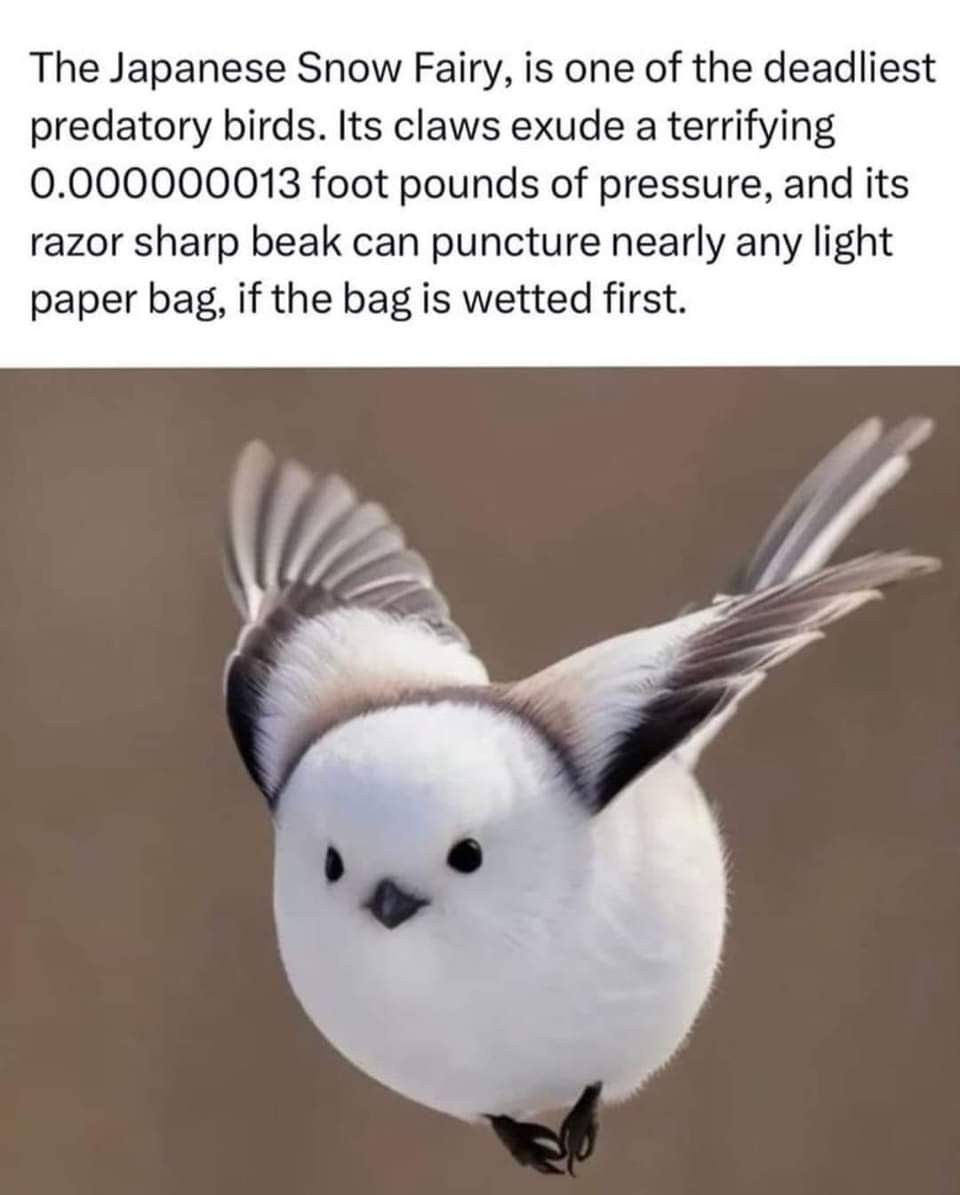 The Japanese Snow Fairy, is one of the deadliest
predatory birds. Its claws exude a terrifying
0.000000013 foot pounds of pressure, and its
razor sharp beak can puncture nearly any light
paper bag, if the bag is wetted first.